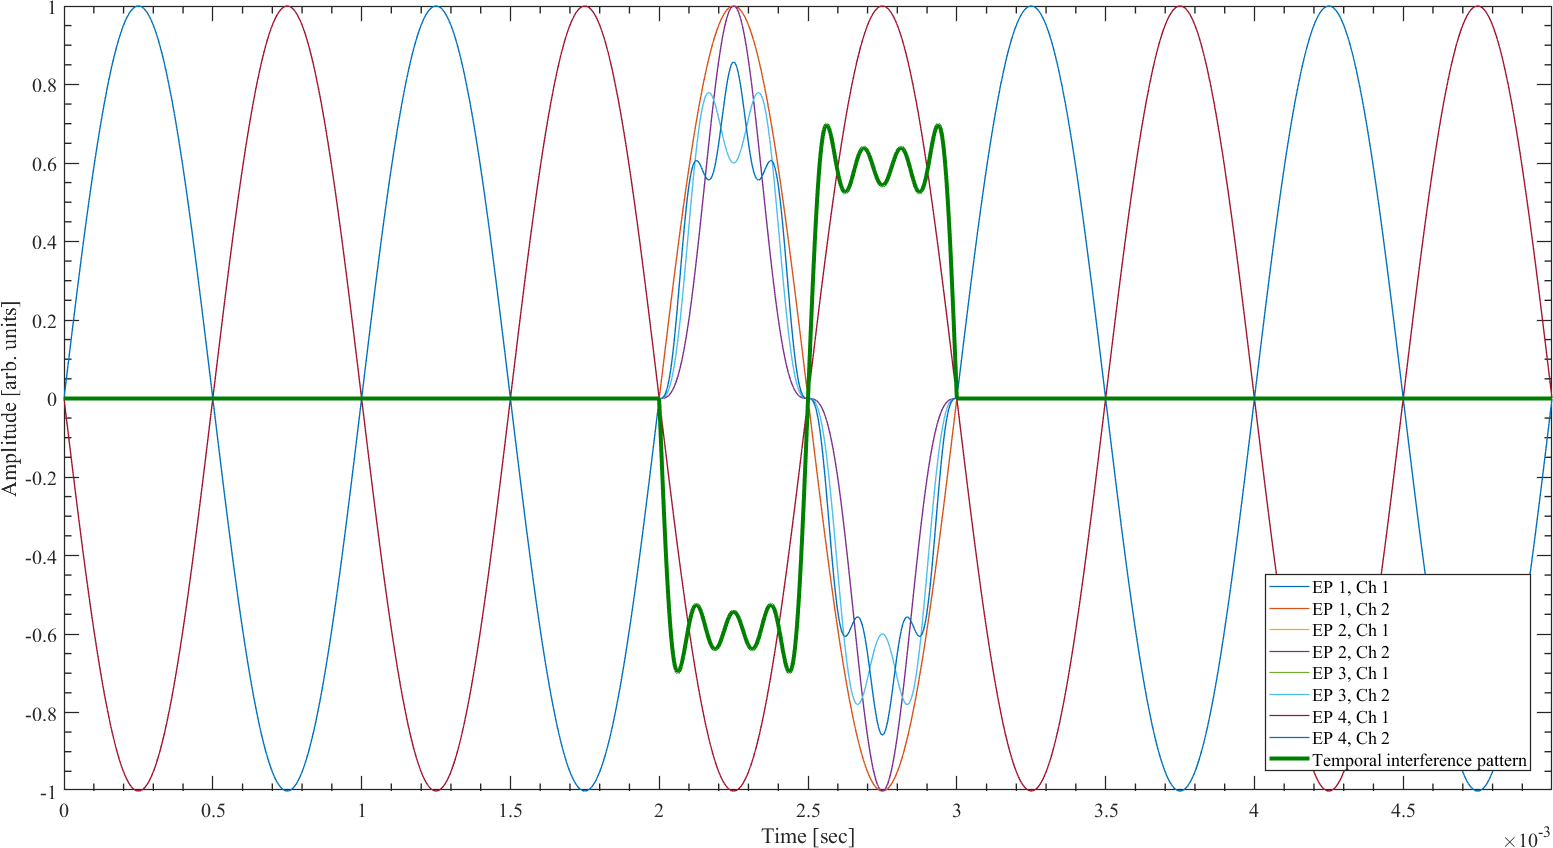 1
0.8
0.6
0.4
0.2
0
-0.2
-0.4
-0.6
-0.8
-1
Amplitude [arb. units]
0 0.5 1 1.5 2 2.5 3 3.5 4 4.5
Time [sec]
×10-3
EP 1, Ch 1
EP 1, Ch 2
EP 2, Ch 1
EP 2, Ch 2
EP 3, Ch 1
EP 3, Ch 2
EP 4, Ch 1
EP 4, Ch 2
Temporal interference pattern